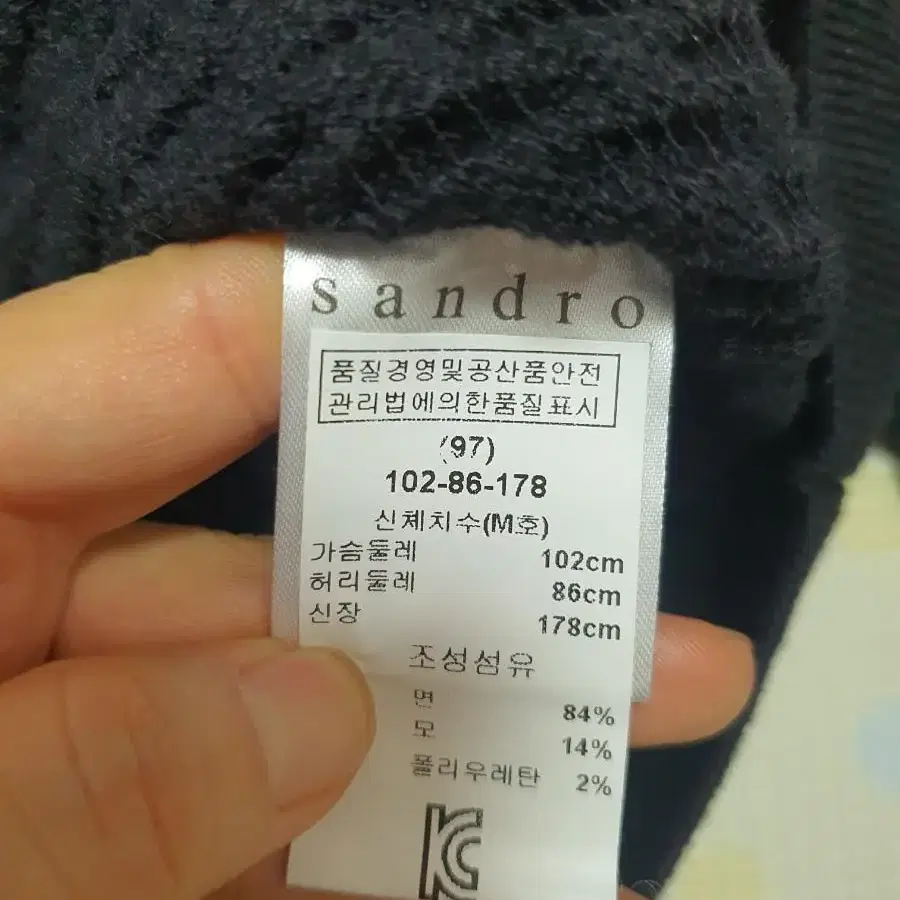 sandro
품질경영및공산품안전
관리법에의한품질표시
(97)
102-86-178
신체치수(M호)
가슴둘레 102cm
허리둘레 86cm
신장 178cm
조성섬유
면 84%
모 14%
폴리우레탄 2%
KC